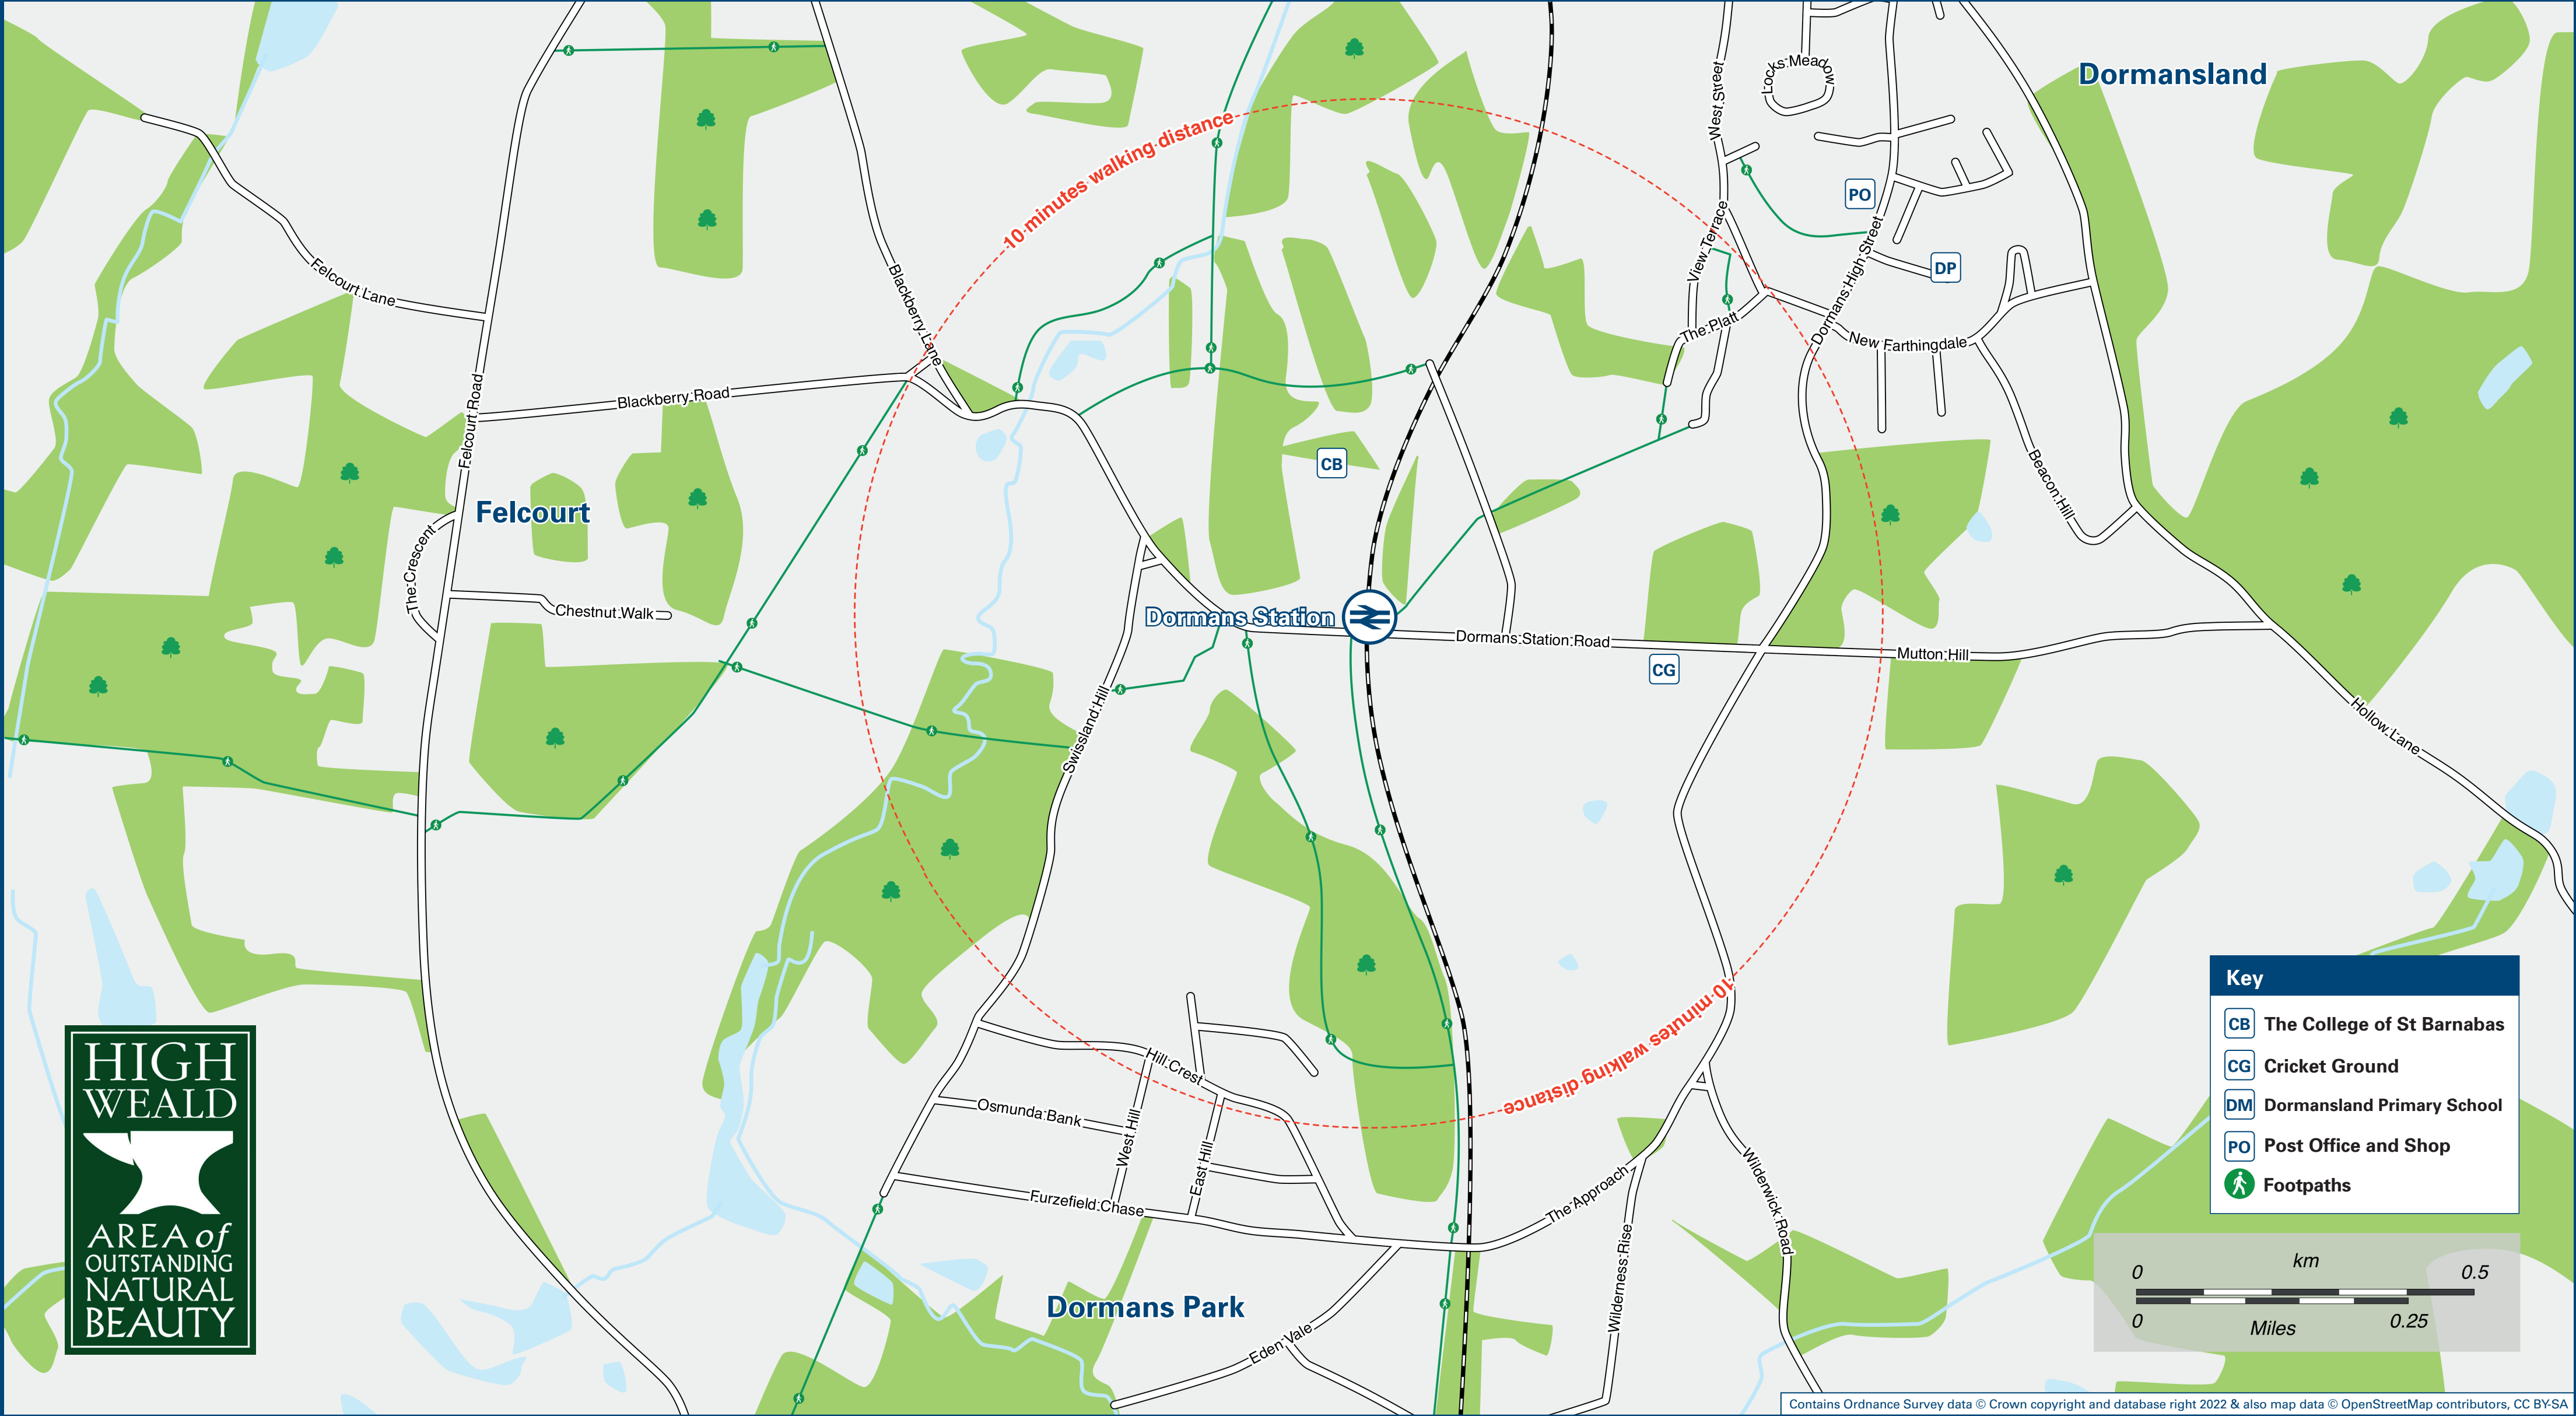 Dormansland
Locks Meadow
West Street
10 minutes walking distance
PO
View Terrace
Dormans High Street
DP
Felcourt Lane
Blackberry Lane
The Platt
New Farthingdale
Blackberry Road
Felcourt Road
CB
Beacon Hill
Felcourt
The Crescent
Chestnut Walk
Dormans Station
Dormans Station Road
Mutton Hill
CG
Swissland Hill
Hollow Lane
10 minutes walking distance
Hill Crest
Osmunda Bank
West Hill
East Hill
Furzefield Chase
The Approach
Wilderwick Road
Wilderness Rise
Dormans Park
Eden Vale
HIGH
WEALD
AREA of
OUTSTANDING
NATURAL
BEAUTY
Key
CB The College of St Barnabas
CG Cricket Ground
DM Dormansland Primary School
PO Post Office and Shop
Footpaths
km
0 0.5
0 0.25
Miles
Contains Ordnance Survey data © Crown copyright and database right 2022 & also map data © OpenStreetMap contributors, CC BY-SA